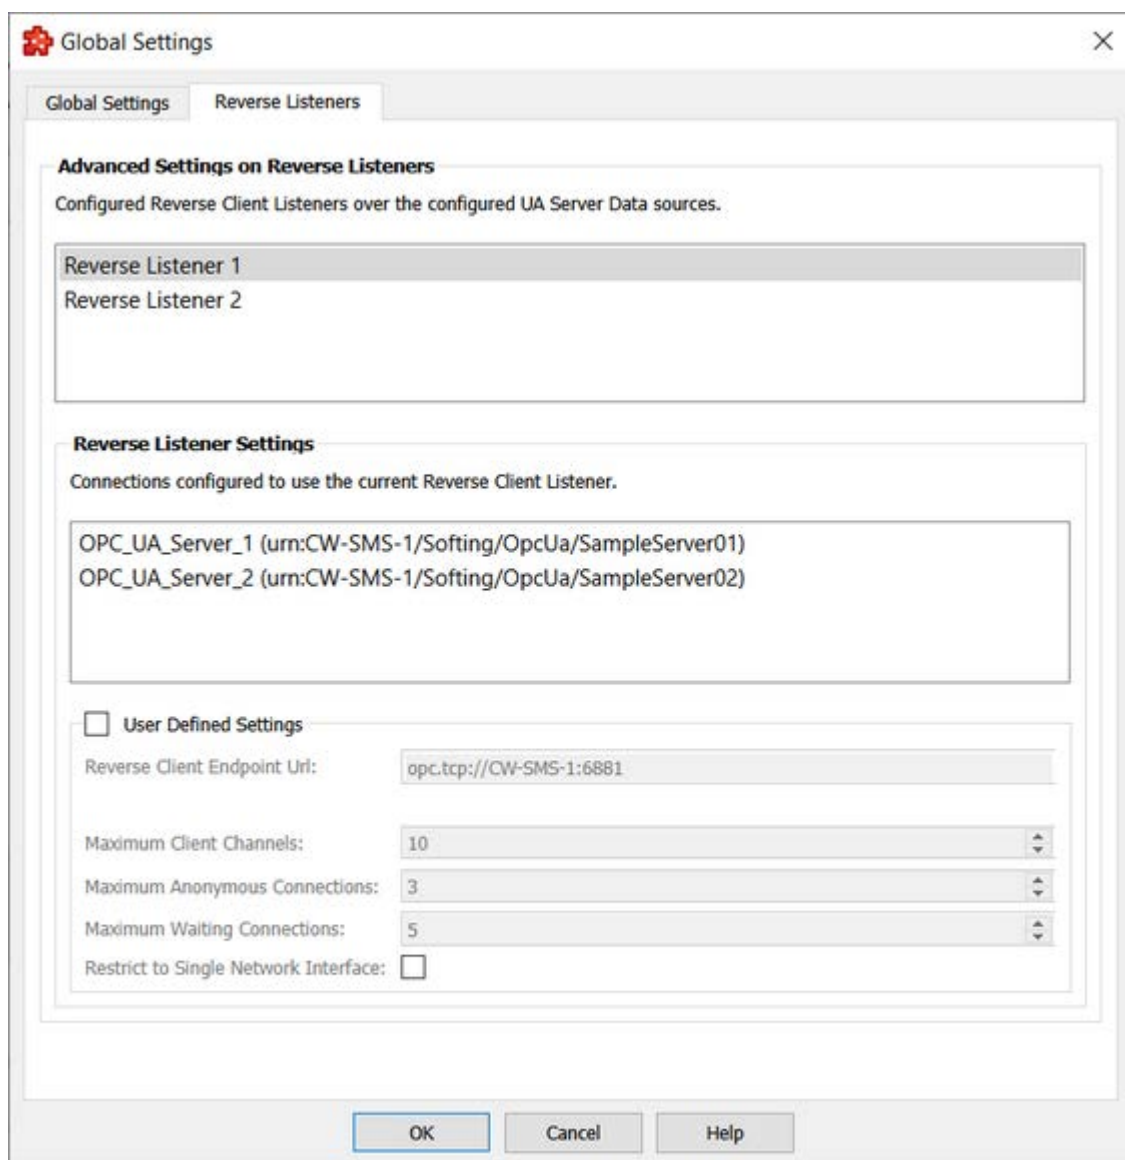 Global Settings
Global Settings
Reverse Listeners
Advanced Settings on Reverse Listeners
Configured Reverse Client Listeners over the configured UA Server Data sources.
Reverse Listener 1
Reverse Listener 2
Reverse Listener Settings
Connections configured to use the current Reverse Client Listener.
OPC_UA_Server_1 (urn:CW-SMS-1/Softing/OpcUa/SampleServer01)
OPC_UA_Server_2 (urn:CW-SMS-1/Softing/OpcUa/SampleServer02)
User Defined Settings
Reverse Client Endpoint Url: opc.tcp://CW-SMS-1:6881
Maximum Client Channels: 10
Maximum Anonymous Connections: 3
Maximum Waiting Connections: 5
Restrict to Single Network Interface:
OK Cancel Help